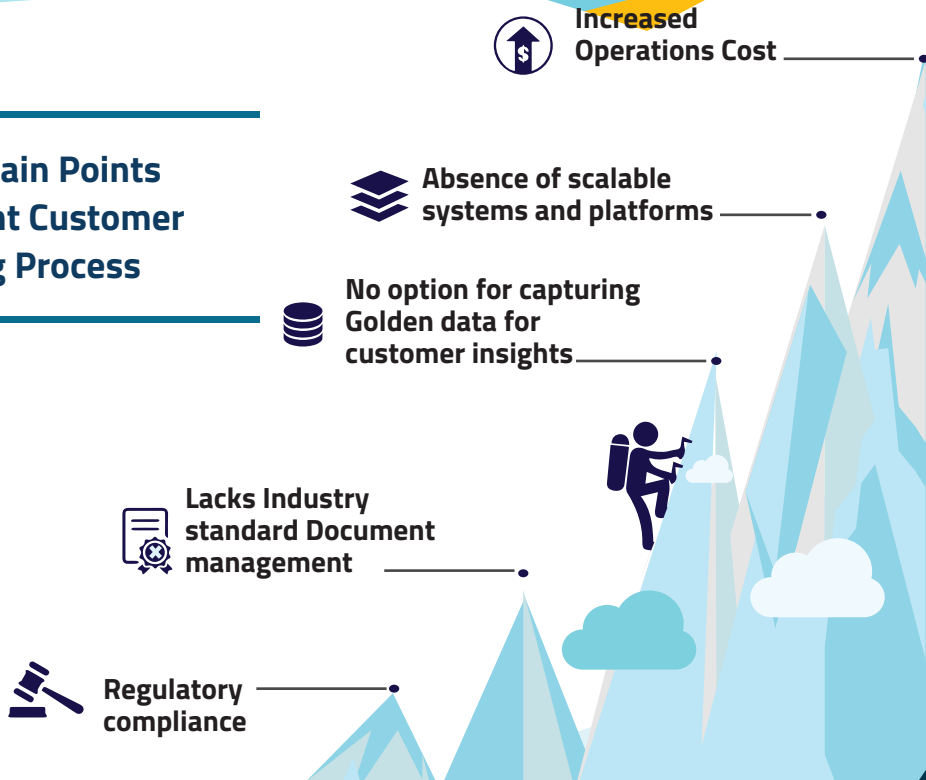 Increased
Operations Cost
ain Points
nt Customer
Process
Absence of scalable
systems and platforms
No option for capturing
Golden data for
customer insights
Lacks Industry
standard Document
management
Regulatory
compliance
$